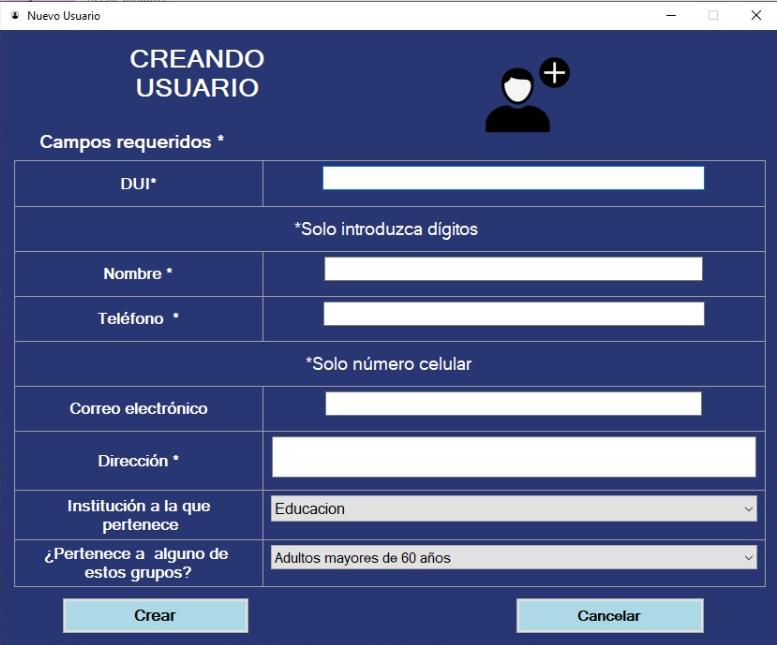 Nuevo Usuario
CREANDO
USUARIO
Campos requeridos *
DUI*
*Solo introduzca dígitos
Nombre *
Teléfono *
*Solo número celular
Correo electrónico
Dirección *
Institución a la que
pertenece
Educacion
¿Pertenece a alguno de
estos grupos?
Adultos mayores de 60 años
Crear
Cancelar